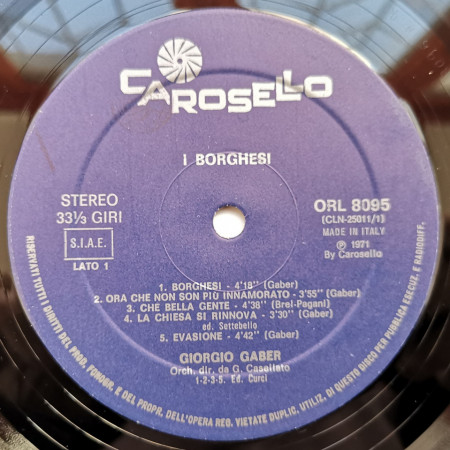 CAROSELLO
I BORGHESI
STEREO
33⅓ GIRI
S.I.A.E.
LATO 1
ORL 8095
(CLN-25011/1)
MADE IN ITALY
℗ 1971
By Carosello
1. BORGHESI - 4'18" (Gaber)
2. ORA CHE NON SON PIÙ INNAMORATO - 3'55" (Gaber)
3. CHE BELLA GENTE - 4'36" (Brel-Pagani)
4. LA CHIESA SI RINNOVA - 3'30" (Gaber)
ed. Settebello
5. EVASIONE - 4'42" (Gaber)
GIORGIO GABER
Orch. dir. da G. Casellato
1-2-3-5. Ed. Curci
RISERVATI TUTTI I DIRITTI DEL PROD. FONOGR. E DEL PROPR. DELL'OPERA REG. VIETATE DUPLIC. UTILIZ. DI QUESTO DISCO PER PUBBLICA ESECUZ. E RADIODIFF.